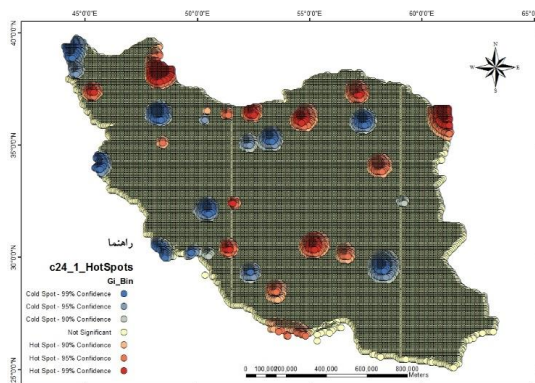 45°0'0"E 50°0'0"E 55°0'0"E 60°0'0"E 65°0'
40°0'0"N
35°0'0"N
30°0'0"N
25°0'0"N
N
W E
S
راهنما
c24_1_HotSpots
Gi_Bin
Cold Spot - 99% Confidence
Cold Spot - 95% Confidence
Cold Spot - 90% Confidence
Not Significant
Hot Spot - 90% Confidence
Hot Spot - 95% Confidence
Hot Spot - 99% Confidence
0 100,000 200,000 400,000 600,000 800,000
Meters